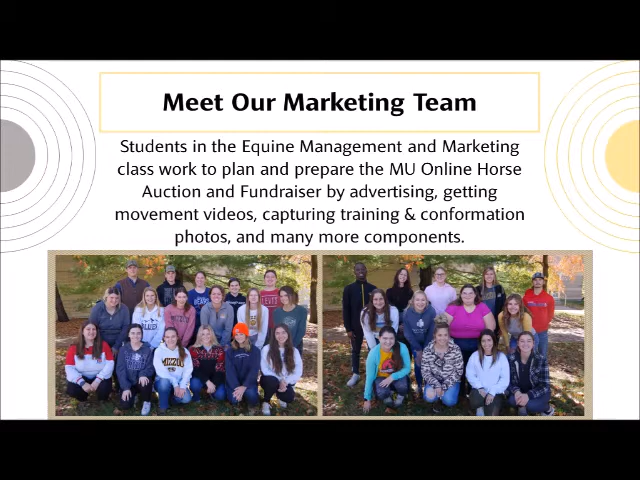 Meet Our Marketing Team
Students in the Equine Management and Marketing
class work to plan and prepare the MU Online Horse
Auction and Fundraiser by advertising, getting
movement videos, capturing training & conformation
photos, and many more components.